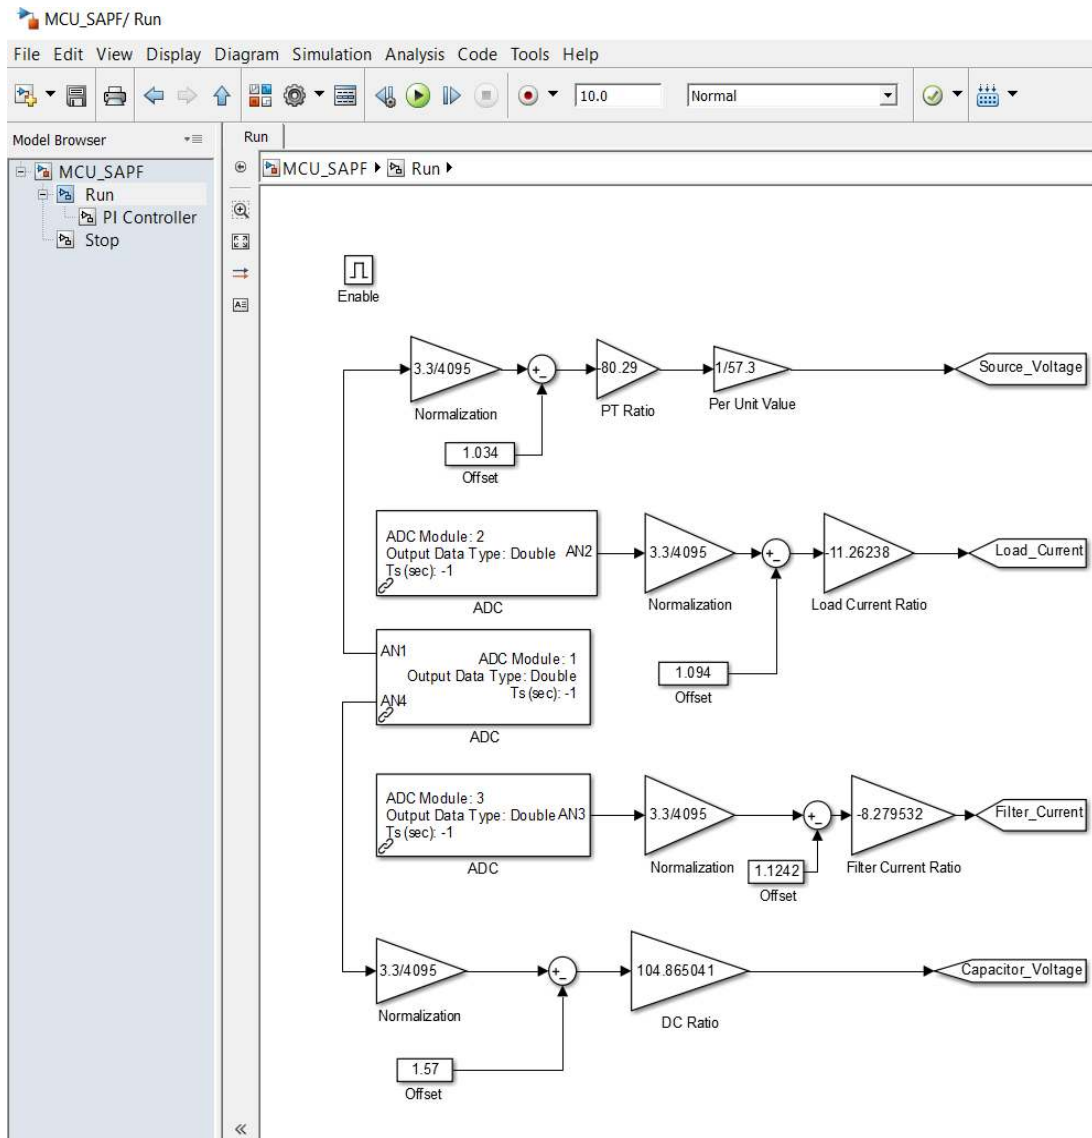 MCU_SAPF/ Run
File Edit View Display Diagram Simulation Analysis Code Tools Help
10.0 Normal
Model Browser
Run
MCU_SAPF
Run
PI Controller
Stop
MCU_SAPF Run
Enable
3.3/4095
Normalization
1.034
Offset
-80.29
PT Ratio
1/57.3
Per Unit Value
Source_Voltage
ADC Module: 2
Output Data Type: Double
Ts (sec): -1
AN2
ADC
3.3/4095
Normalization
1.094
Offset
-11.26238
Load Current Ratio
Load_Current
AN1
AN4
ADC Module: 1
Output Data Type: Double
Ts (sec): -1
ADC
ADC Module: 3
Output Data Type: Double
Ts (sec): -1
AN3
ADC
3.3/4095
Normalization
1.1242
Offset
-8.279532
Filter Current Ratio
Filter_Current
3.3/4095
Normalization
1.57
Offset
104.865041
DC Ratio
Capacitor_Voltage